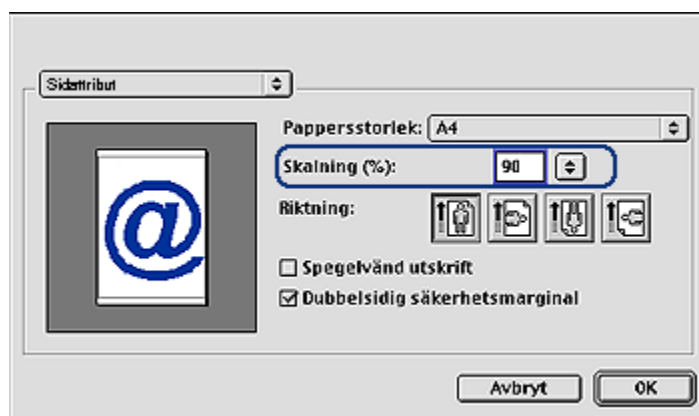 Sidattribut
Pappersstorlek: A4
Skalning (%): 90
Riktning:
@
Spegelvänd utskrift
Dubbelsidig säkerhetsmarginal
Avbryt OK